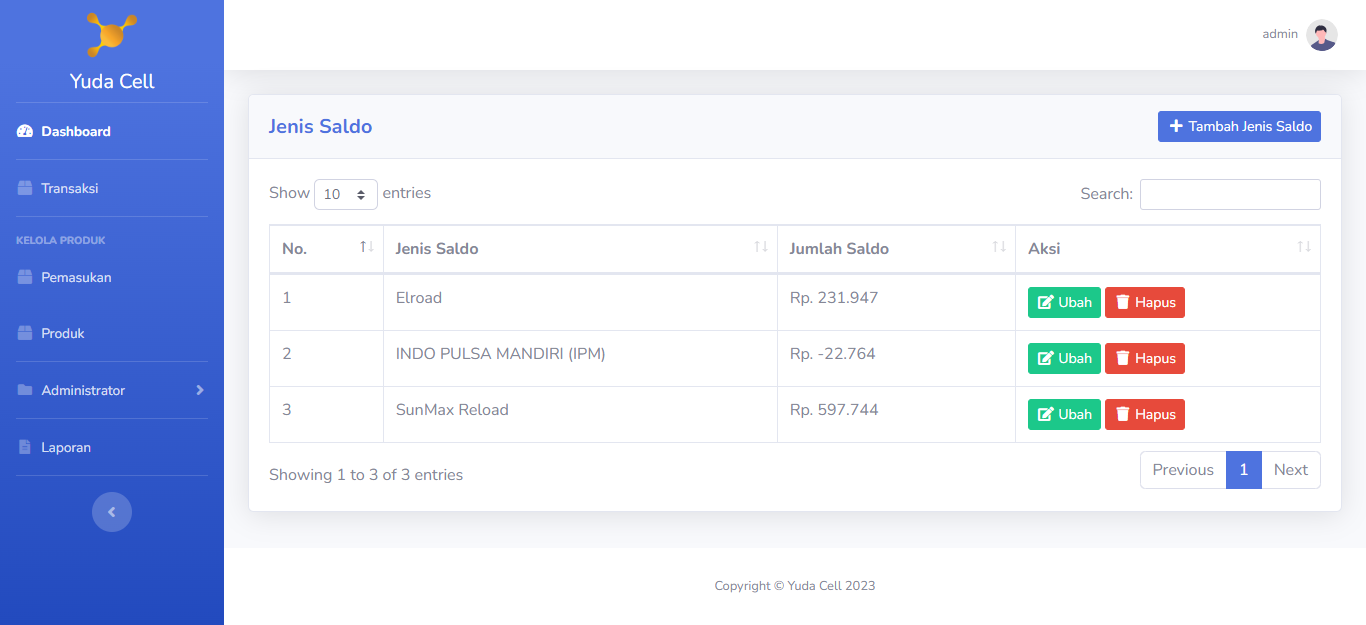 Yuda Cell
Dashboard
Transaksi
KELOLA PRODUK
Pemasukan
Produk
Administrator
Laporan
admin
Jenis Saldo
Tambah Jenis Saldo
Show 10 entries
Search:
No. Jenis Saldo Jumlah Saldo Aksi
1 Elroad Rp. 231.947 Ubah Hapus
2 INDO PULSA MANDIRI (IPM) Rp. -22.764 Ubah Hapus
3 SunMax Reload Rp. 597.744 Ubah Hapus
Showing 1 to 3 of 3 entries
Previous 1 Next
Copyright © Yuda Cell 2023